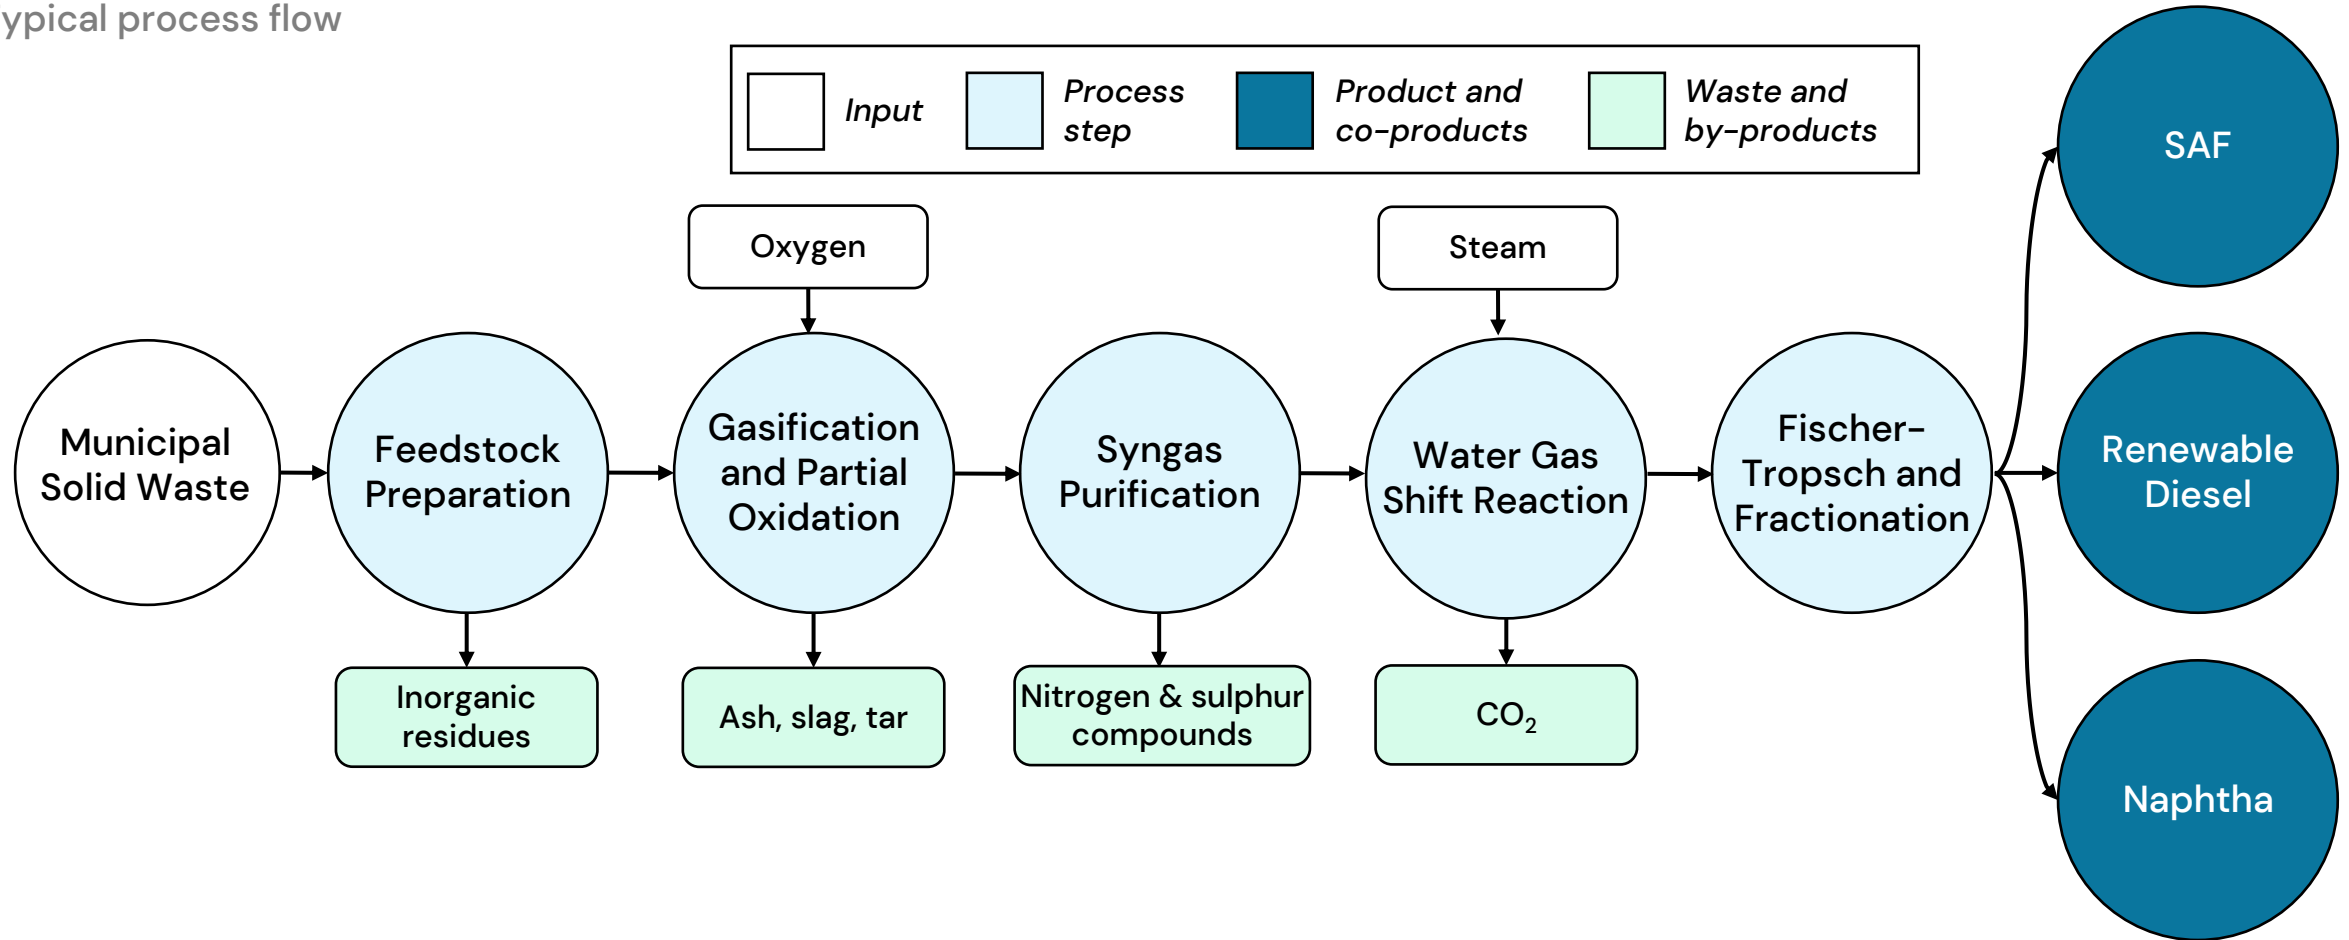 ypical process flow
Input
Process
step
Product and
co-products
Waste and
by-products
SAF
Oxygen
Steam
Municipal
Solid Waste
Feedstock
Preparation
Gasification
and Partial
Oxidation
Syngas
Purification
Water Gas
Shift Reaction
Fischer-
Tropsch and
Fractionation
Renewable
Diesel
Inorganic
residues
Ash, slag, tar
Nitrogen & sulphur
compounds
CO₂
Naphtha